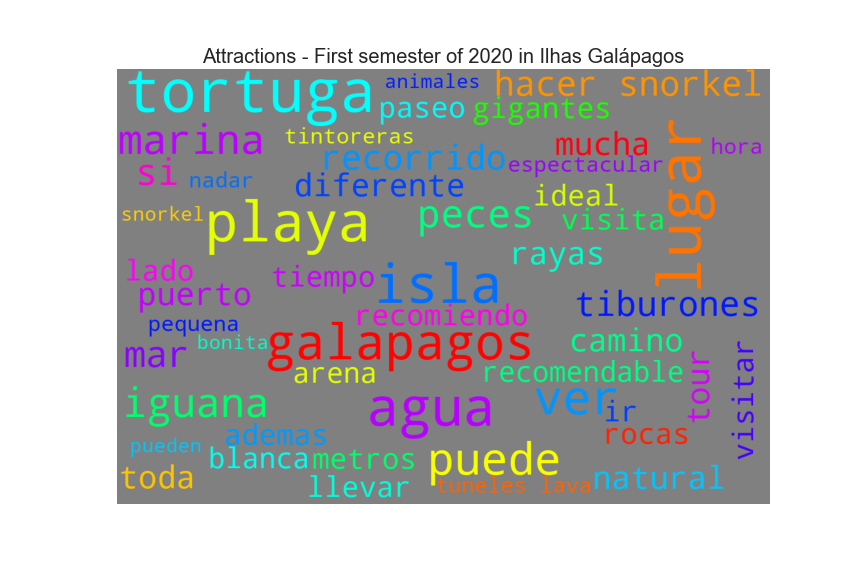 Attractions - First semester of 2020 in Ilhas Galápagos
tortuga
animales
hacer snorkel
paseo
gigantes
marina
tintoreras
mucha
hora
recorrido
espectacular
si
nadar
diferente
ideal
lugar
snorkel
playa
peces
visita
rayas
lado
tiempo
isla
puerto
tiburones
recomiendo
pequena
bonita
galapagos
camino
mar
arena
recomendable
tour
visitar
iguana
agua
ver
ir
ademas
rocas
pueden
blanca
metros
puede
toda
llevar
tuneles lava
natural